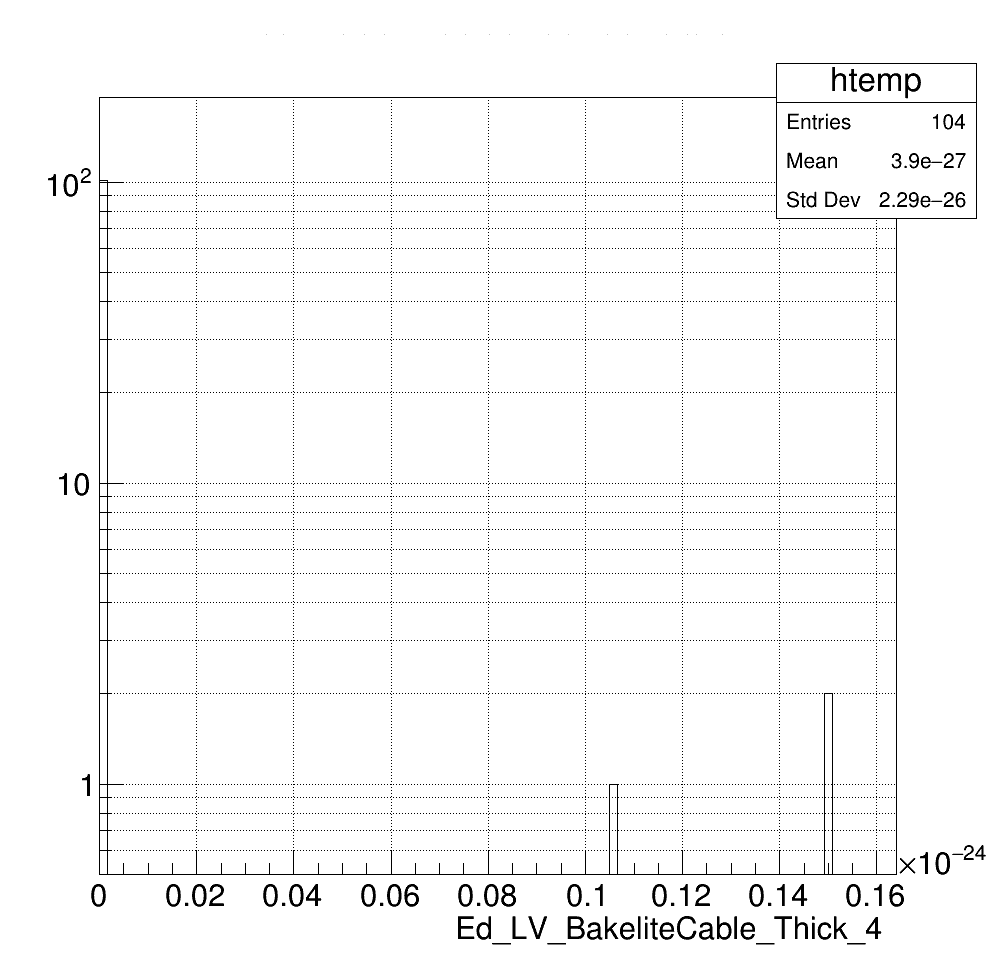 htemp
Entries 104
Mean 3.9e−27
Std Dev 2.29e−26
10²
10
1
0 0.02 0.04 0.06 0.08 0.1 0.12 0.14 0.16
×10⁻²⁴
Ed_LV_BakeliteCable_Thick_4